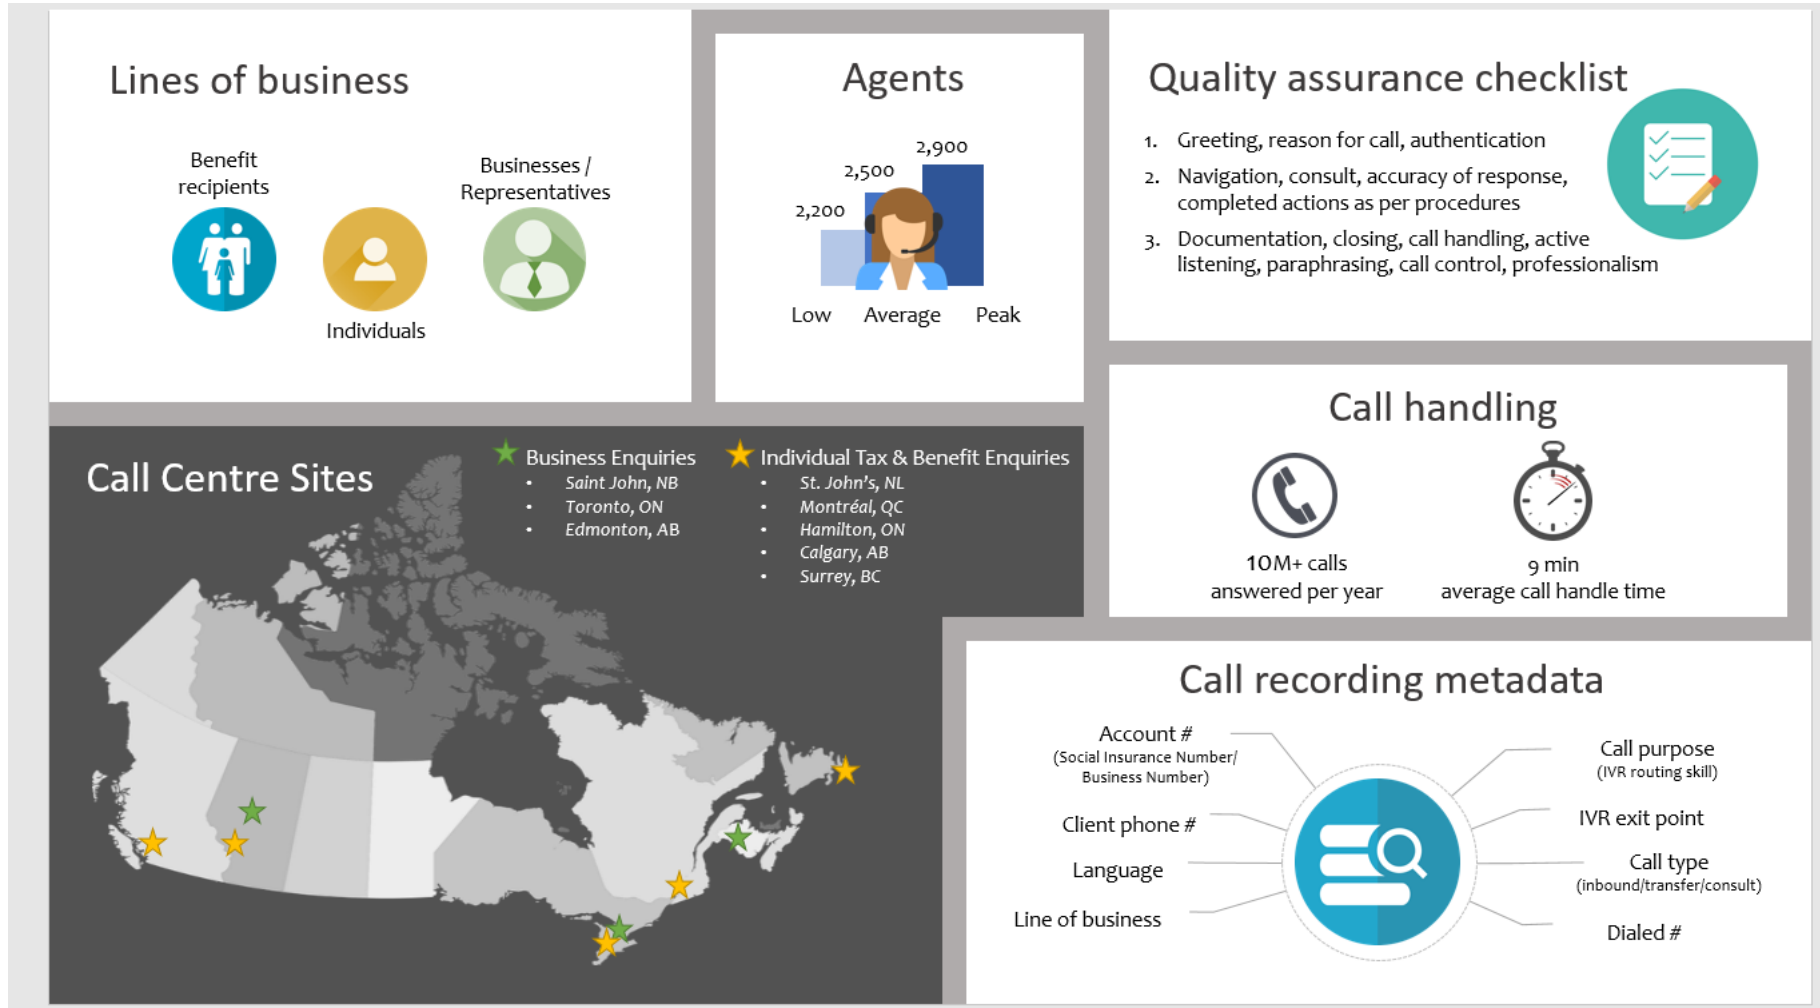 Lines of business
Benefit
recipients
Individuals
Businesses /
Representatives
Agents
2,200
2,500
2,900
Low
Average
Peak
Quality assurance checklist
1. Greeting, reason for call, authentication
2. Navigation, consult, accuracy of response,
completed actions as per procedures
3. Documentation, closing, call handling, active
listening, paraphrasing, call control, professionalism
Call Centre Sites
Business Enquiries
• Saint John, NB
• Toronto, ON
• Edmonton, AB
Individual Tax & Benefit Enquiries
• St. John's, NL
• Montréal, QC
• Hamilton, ON
• Calgary, AB
• Surrey, BC
Call handling
10M+ calls
answered per year
9 min
average call handle time
Call recording metadata
Account #
(Social Insurance Number/
Business Number)
Client phone #
Language
Line of business
Call purpose
(IVR routing skill)
IVR exit point
Call type
(inbound/transfer/consult)
Dialed #